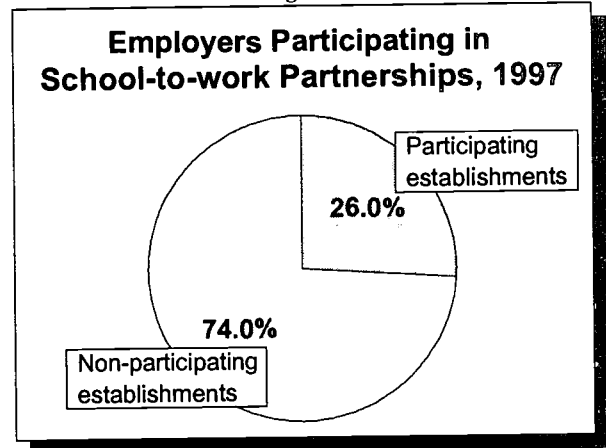 Employers Participating in
School-to-work Partnerships, 1997
Participating
establishments
26.0%
74.0%
Non-participating
establishments